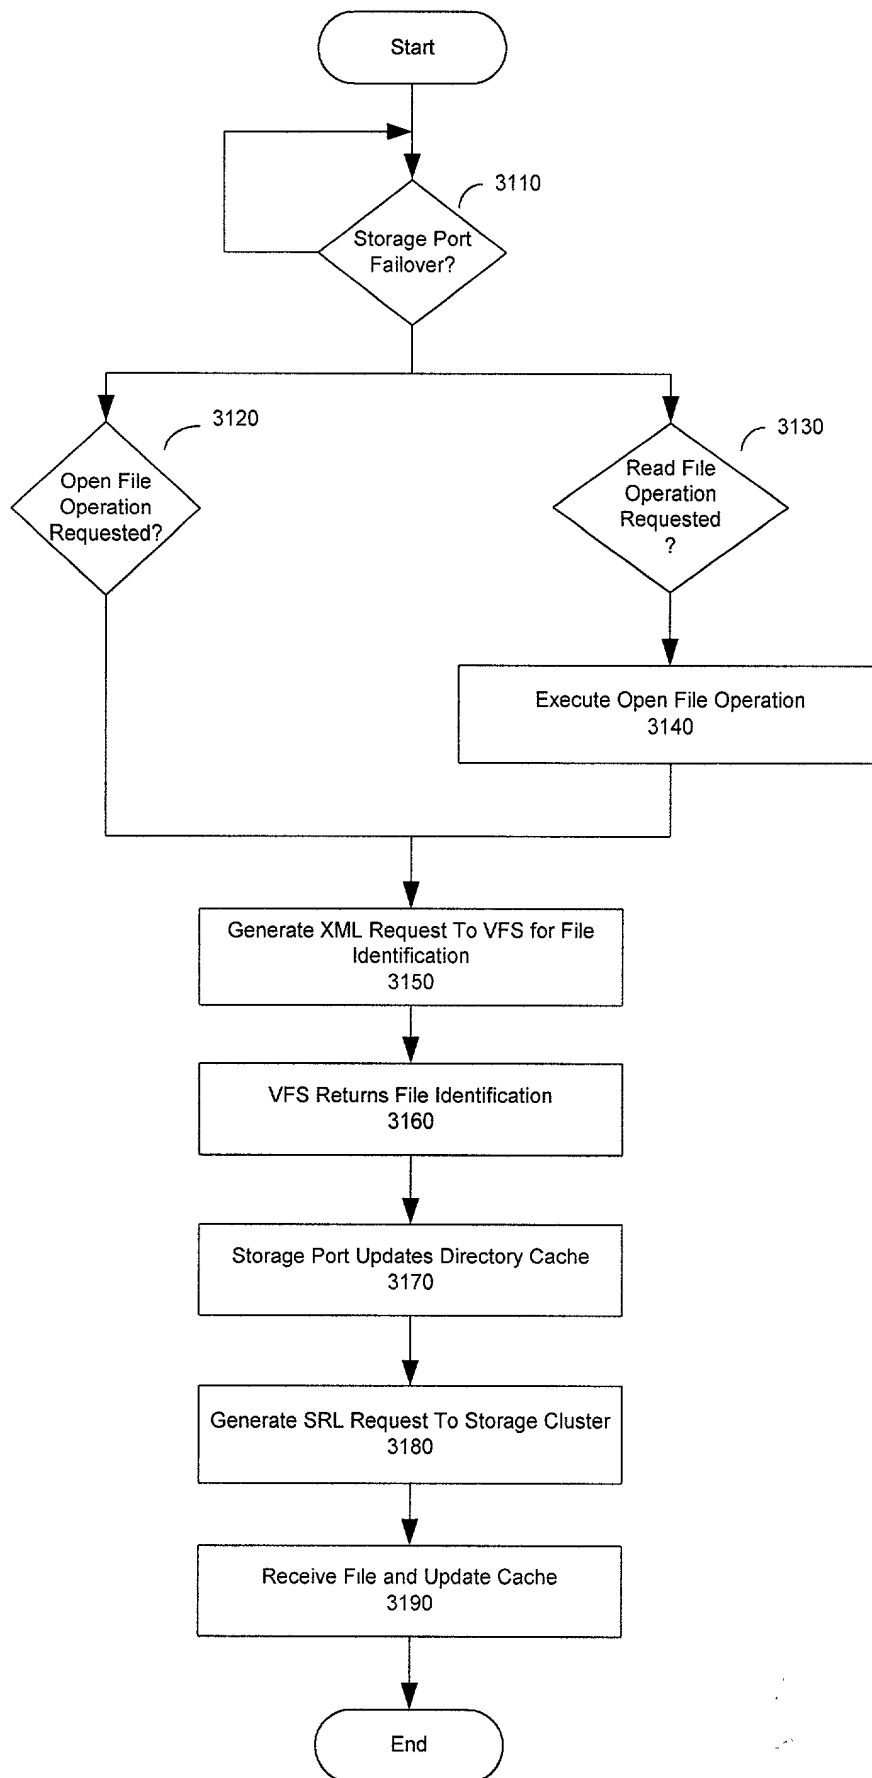 Start
3110
Storage Port
Failover?
3120
Open File
Operation
Requested?
3130
Read File
Operation
Requested
?
Execute Open File Operation
3140
Generate XML Request To VFS for File
Identification
3150
VFS Returns File Identification
3160
Storage Port Updates Directory Cache
3170
Generate SRL Request To Storage Cluster
3180
Receive File and Update Cache
3190
End